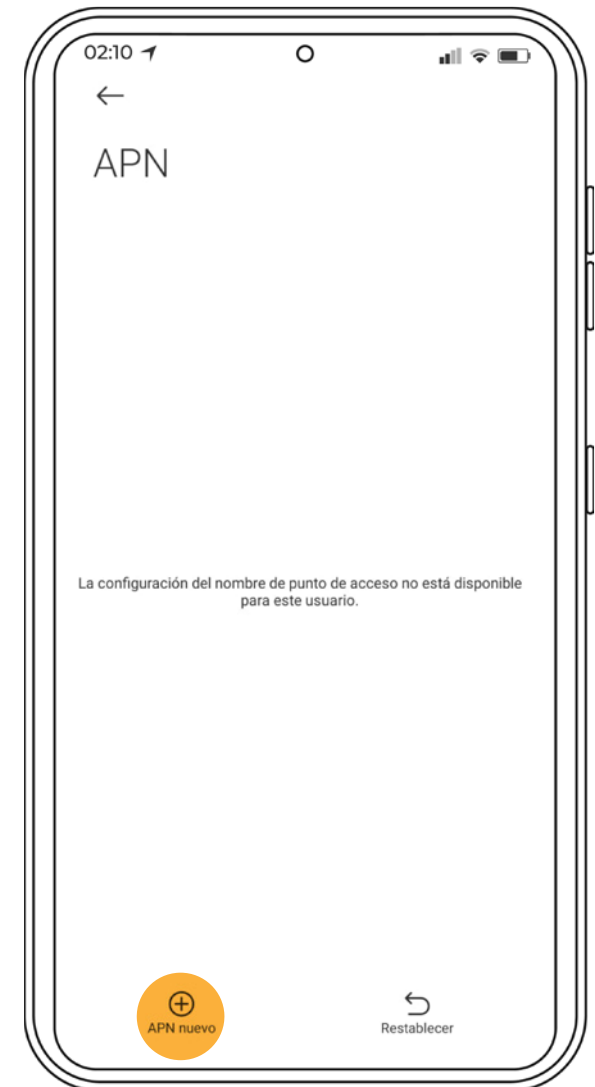 02:10
APN
La configuración del nombre de punto de acceso no está disponible
para este usuario.
APN nuevo
Restablecer